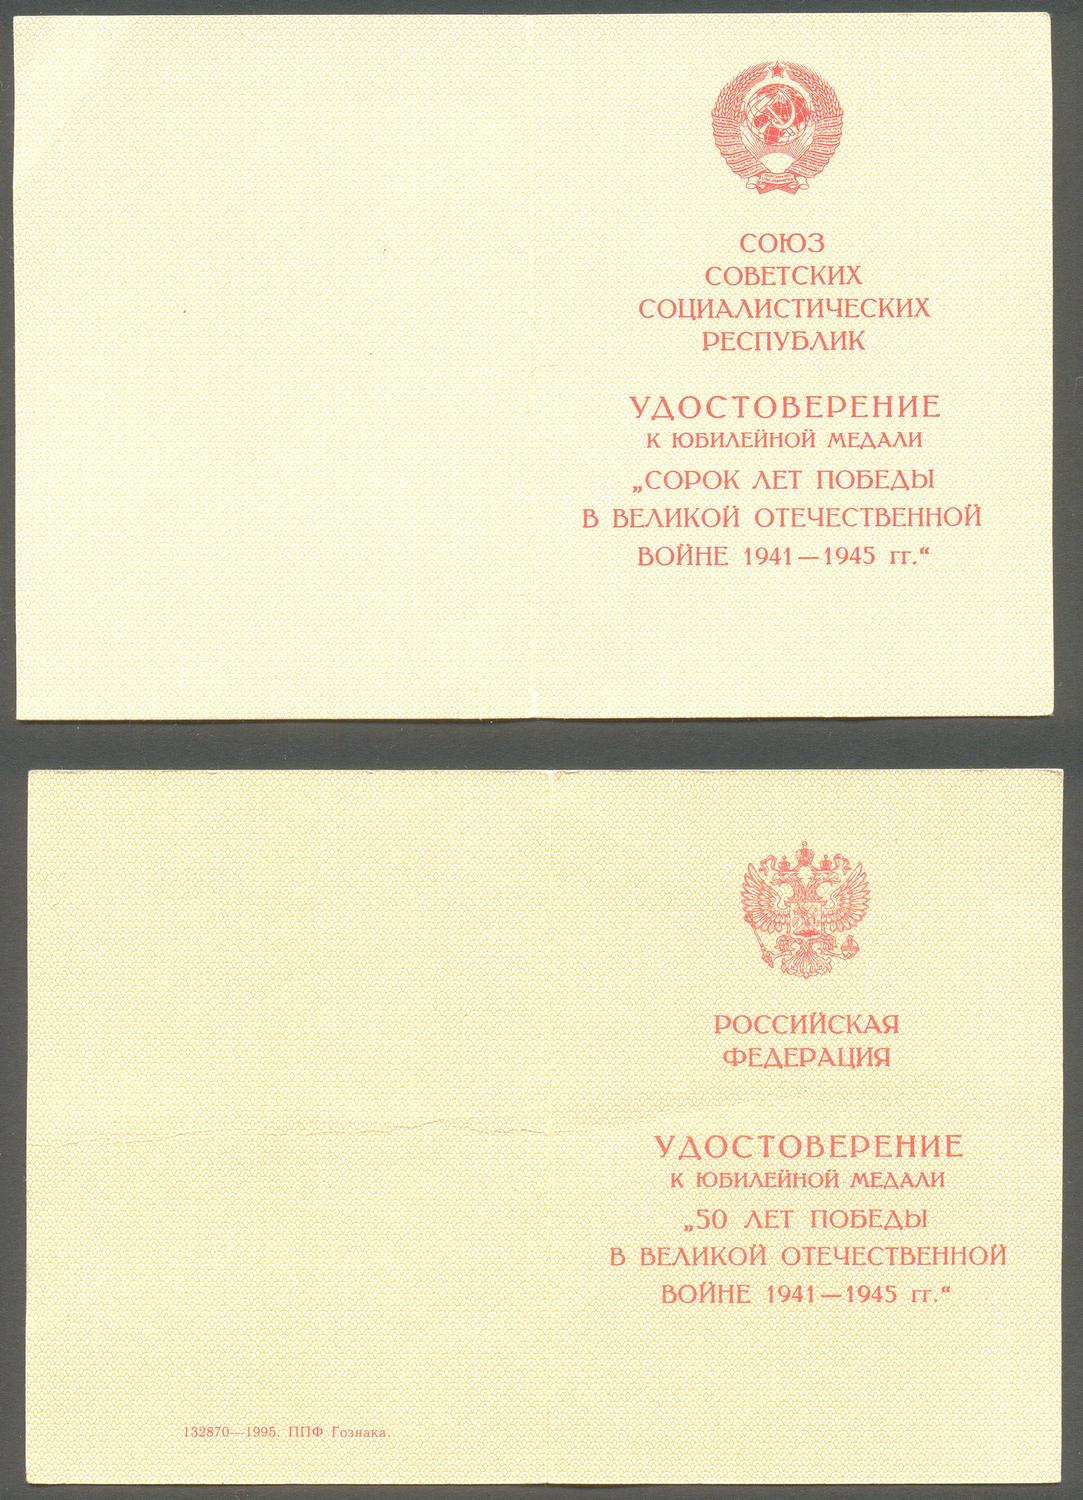 СОЮЗ
СОВЕТСКИХ
СОЦИАЛИСТИЧЕСКИХ
РЕСПУБЛИК
УДОСТОВЕРЕНИЕ
К ЮБИЛЕЙНОЙ МЕДАЛИ
„СОРОК ЛЕТ ПОБЕДЫ
В ВЕЛИКОЙ ОТЕЧЕСТВЕННОЙ
ВОЙНЕ 1941—1945 гг.“
РОССИЙСКАЯ
ФЕДЕРАЦИЯ
УДОСТОВЕРЕНИЕ
К ЮБИЛЕЙНОЙ МЕДАЛИ
„50 ЛЕТ ПОБЕДЫ
В ВЕЛИКОЙ ОТЕЧЕСТВЕННОЙ
ВОЙНЕ 1941—1945 гг.“
132870—1995. ППФ Гознака.